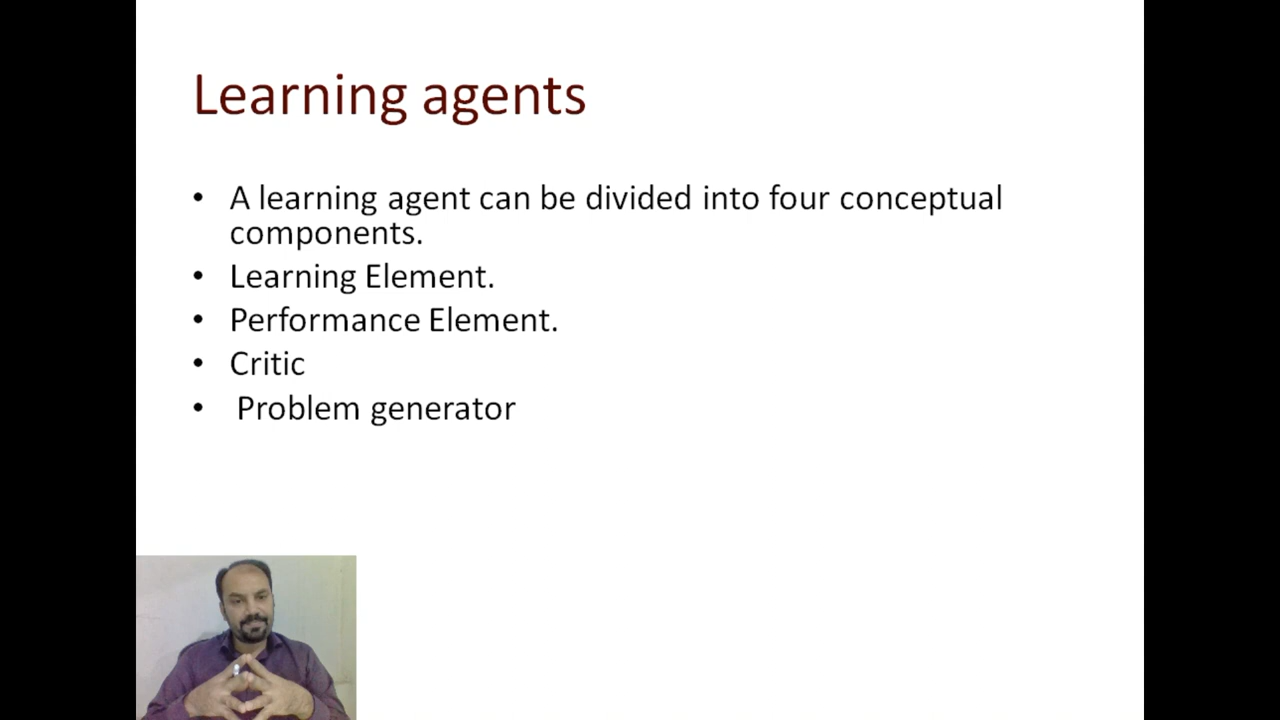 Learning agents
• A learning agent can be divided into four conceptual
components.
• Learning Element.
• Performance Element.
• Critic
• Problem generator